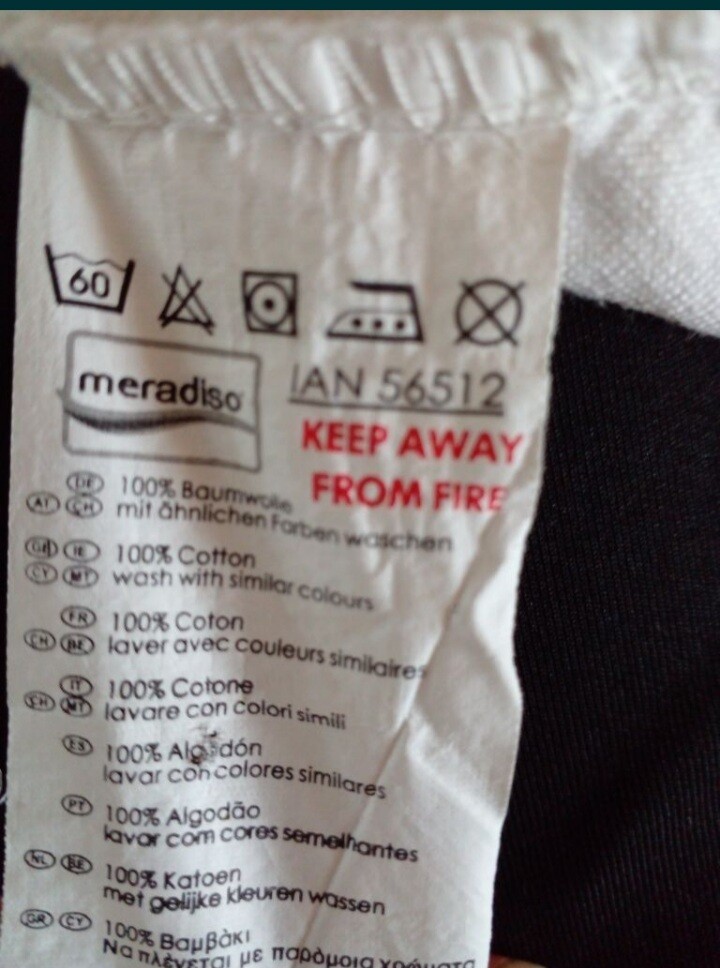 60
meradiso
IAN 56512
KEEP AWAY
FROM FIRE
DE 100% Baumwolle
AT CH mit ähnlichen Farben waschen
GB IE 100% Cotton
CY MT wash with similar colours
FR 100% Coton
CH BE laver avec couleurs similaires
IT 100% Cotone
CH MT lavare con colori simili
ES 100% Algodón
lavar con colores similares
PT 100% Algodão
lavar com cores semelhantes
NL BE 100% Katoen
met gelijke kleuren wassen
GR CY 100% Βαμβὰκι
Να πλένεται με παρὸμοια χρώματα